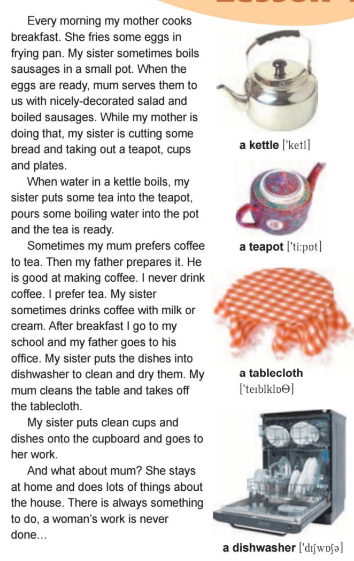 Every morning my mother cooks
breakfast. She fries some eggs in
frying pan. My sister sometimes boils
sausages in a small pot. When the
eggs are ready, mum serves them to
us with nicely-decorated salad and
boiled sausages. While my mother is
doing that, my sister is cutting some
bread and taking out a teapot, cups
and plates.
When water in a kettle boils, my
sister puts some tea into the teapot,
pours some boiling water into the pot
and the tea is ready.
Sometimes my mum prefers coffee
to tea. Then my father prepares it. He
is good at making coffee. I never drink
coffee. I prefer tea. My sister
sometimes drinks coffee with milk or
cream. After breakfast I go to my
school and my father goes to his
office. My sister puts the dishes into
dishwasher to clean and dry them. My
mum cleans the table and takes off
the tablecloth.
My sister puts clean cups and
dishes onto the cupboard and goes to
her work.
And what about mum? She stays
at home and does lots of things about
the house. There is always something
to do, a woman's work is never
done…
a kettle ['ketl]
a teapot ['ti:pɒt]
a tablecloth
['teıblklɒΘ]
a dishwasher ['dıʃwɒʃə]